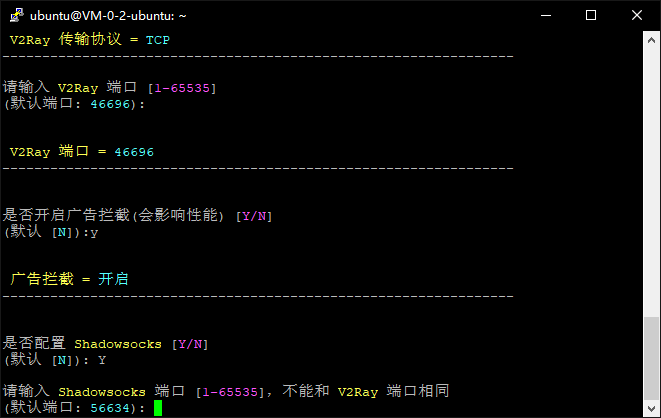 ubuntu@VM-0-2-ubuntu: ~
V2Ray 传输协议 = TCP
----------------------------------------------------------------
请输入 V2Ray 端口 [1-65535]
(默认端口: 46696):
V2Ray 端口 = 46696
----------------------------------------------------------------
是否开启广告拦截(会影响性能) [Y/N]
(默认 [N]):y
广告拦截 = 开启
----------------------------------------------------------------
是否配置 Shadowsocks [Y/N]
(默认 [N]): Y
请输入 Shadowsocks 端口 [1-65535]，不能和 V2Ray 端口相同
(默认端口: 56634):